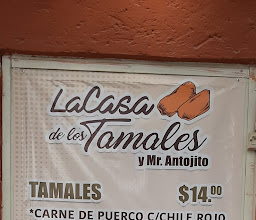 LaCasa
de los Tamales
y Mr. Antojito
TAMALES $14.00
*CARNE DE PUERCO C/CHILE ROJO